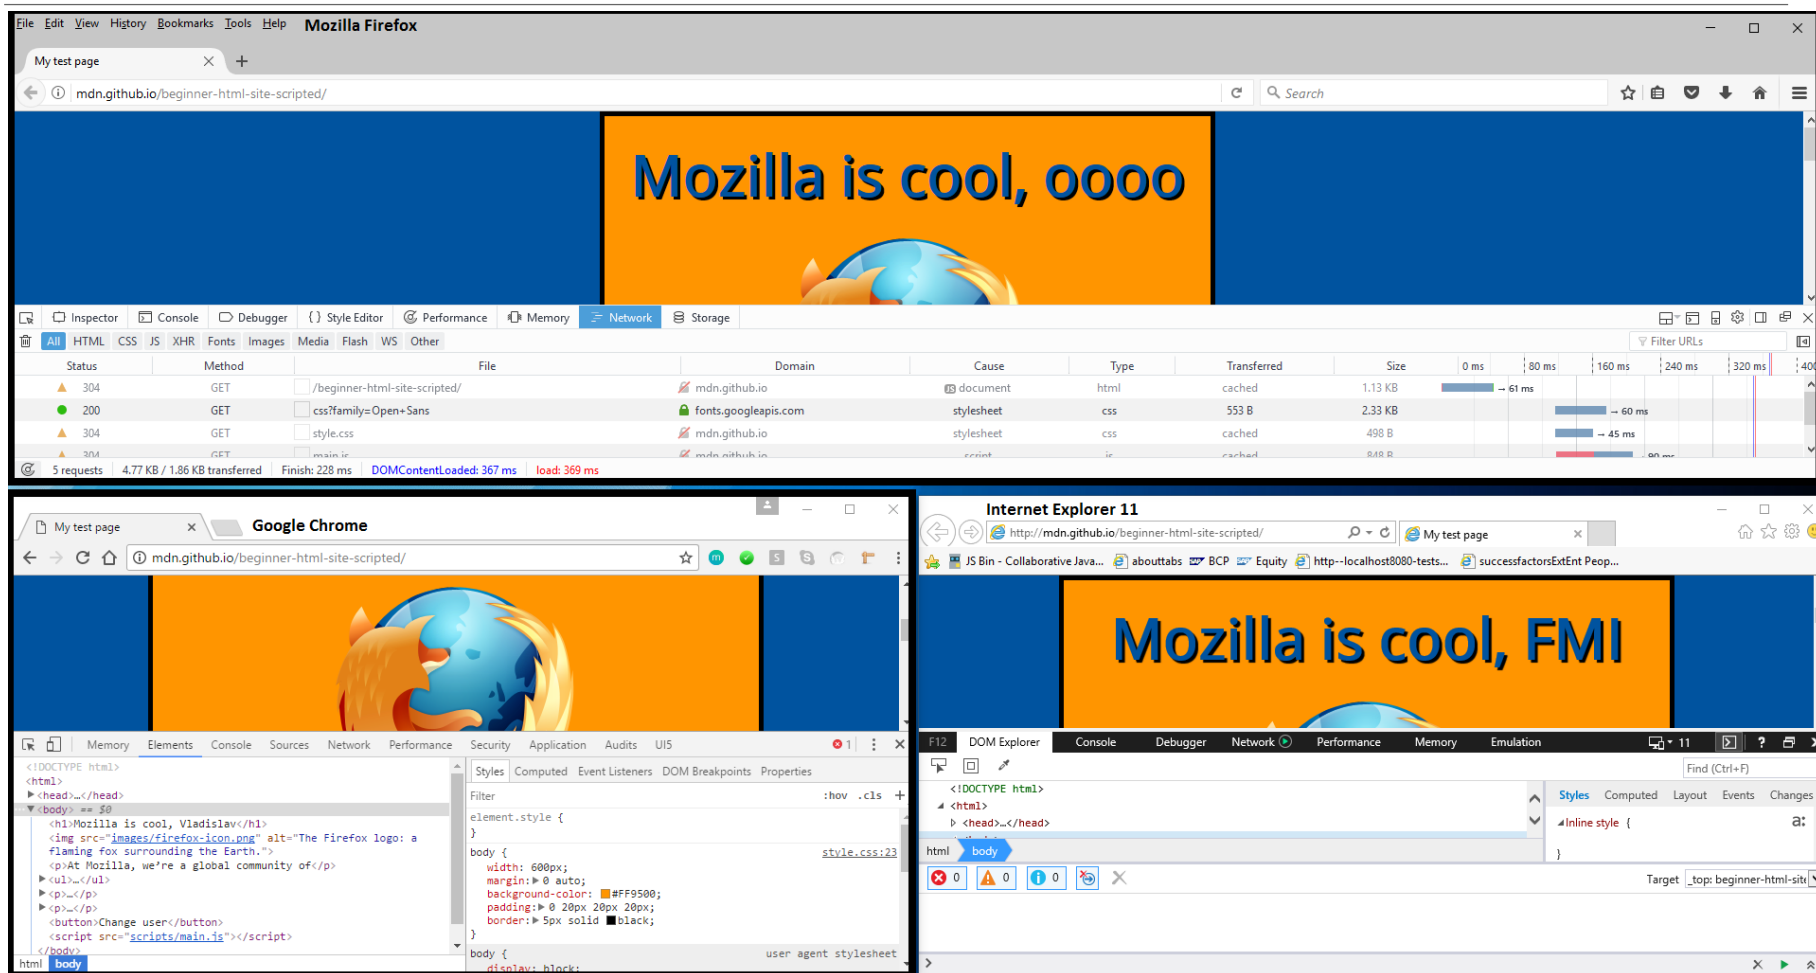 File Edit View History Bookmarks Tools Help Mozilla Firefox
My test page
mdn.github.io/beginner-html-site-scripted/
Search
Mozilla is cool, oooo
Inspector Console Debugger { } Style Editor Performance Memory Network Storage
All HTML CSS JS XHR Fonts Images Media Flash WS Other
Filter URLs
Status Method File Domain Cause Type Transferred Size 0 ms 80 ms 160 ms 240 ms 320 ms 400
304 GET /beginner-html-site-scripted/ mdn.github.io JS document html cached 1.13 KB → 61 ms
200 GET css?family=Open+Sans fonts.googleapis.com stylesheet css 553 B 2.33 KB → 60 ms
304 GET style.css mdn.github.io stylesheet css cached 498 B → 45 ms
304 GET main.js mdn.github.io script js cached 848 B 90 ms
5 requests 4.77 KB / 1.86 KB transferred Finish: 228 ms DOMContentLoaded: 367 ms load: 369 ms
My test page Google Chrome
mdn.github.io/beginner-html-site-scripted/
Memory Elements Console Sources Network Performance Security Application Audits UI5 1
<!DOCTYPE html>
<html>
<head>…</head>
<body> == $0
<h1>Mozilla is cool, Vladislav</h1>
<img src="images/firefox-icon.png" alt="The Firefox logo: a
flaming fox surrounding the Earth.">
<p>At Mozilla, we're a global community of</p>
<ul>…</ul>
<p>…</p>
<p>…</p>
<button>Change user</button>
<script src="scripts/main.js"></script>
</body>
html body
Styles Computed Event Listeners DOM Breakpoints Properties
Filter :hov .cls +
element.style {
}
body { style.css:23
width: 600px;
margin: 0 auto;
background-color: #FF9500;
padding: 0 20px 20px 20px;
border: 5px solid black;
}
body { user agent stylesheet
display: block;
Internet Explorer 11
http://mdn.github.io/beginner-html-site-scripted/ My test page
JS Bin - Collaborative Java... abouttabs BCP Equity http--localhost8080-tests... successfactorsExtEnt Peop...
Mozilla is cool, FMI
F12 DOM Explorer Console Debugger Network Performance Memory Emulation 11 ?
Find (Ctrl+F)
<!DOCTYPE html>
<html>
<head>…</head>
html body
Styles Computed Layout Events Changes
Inline style { a:
}
0 0 0
Target _top: beginner-html-site